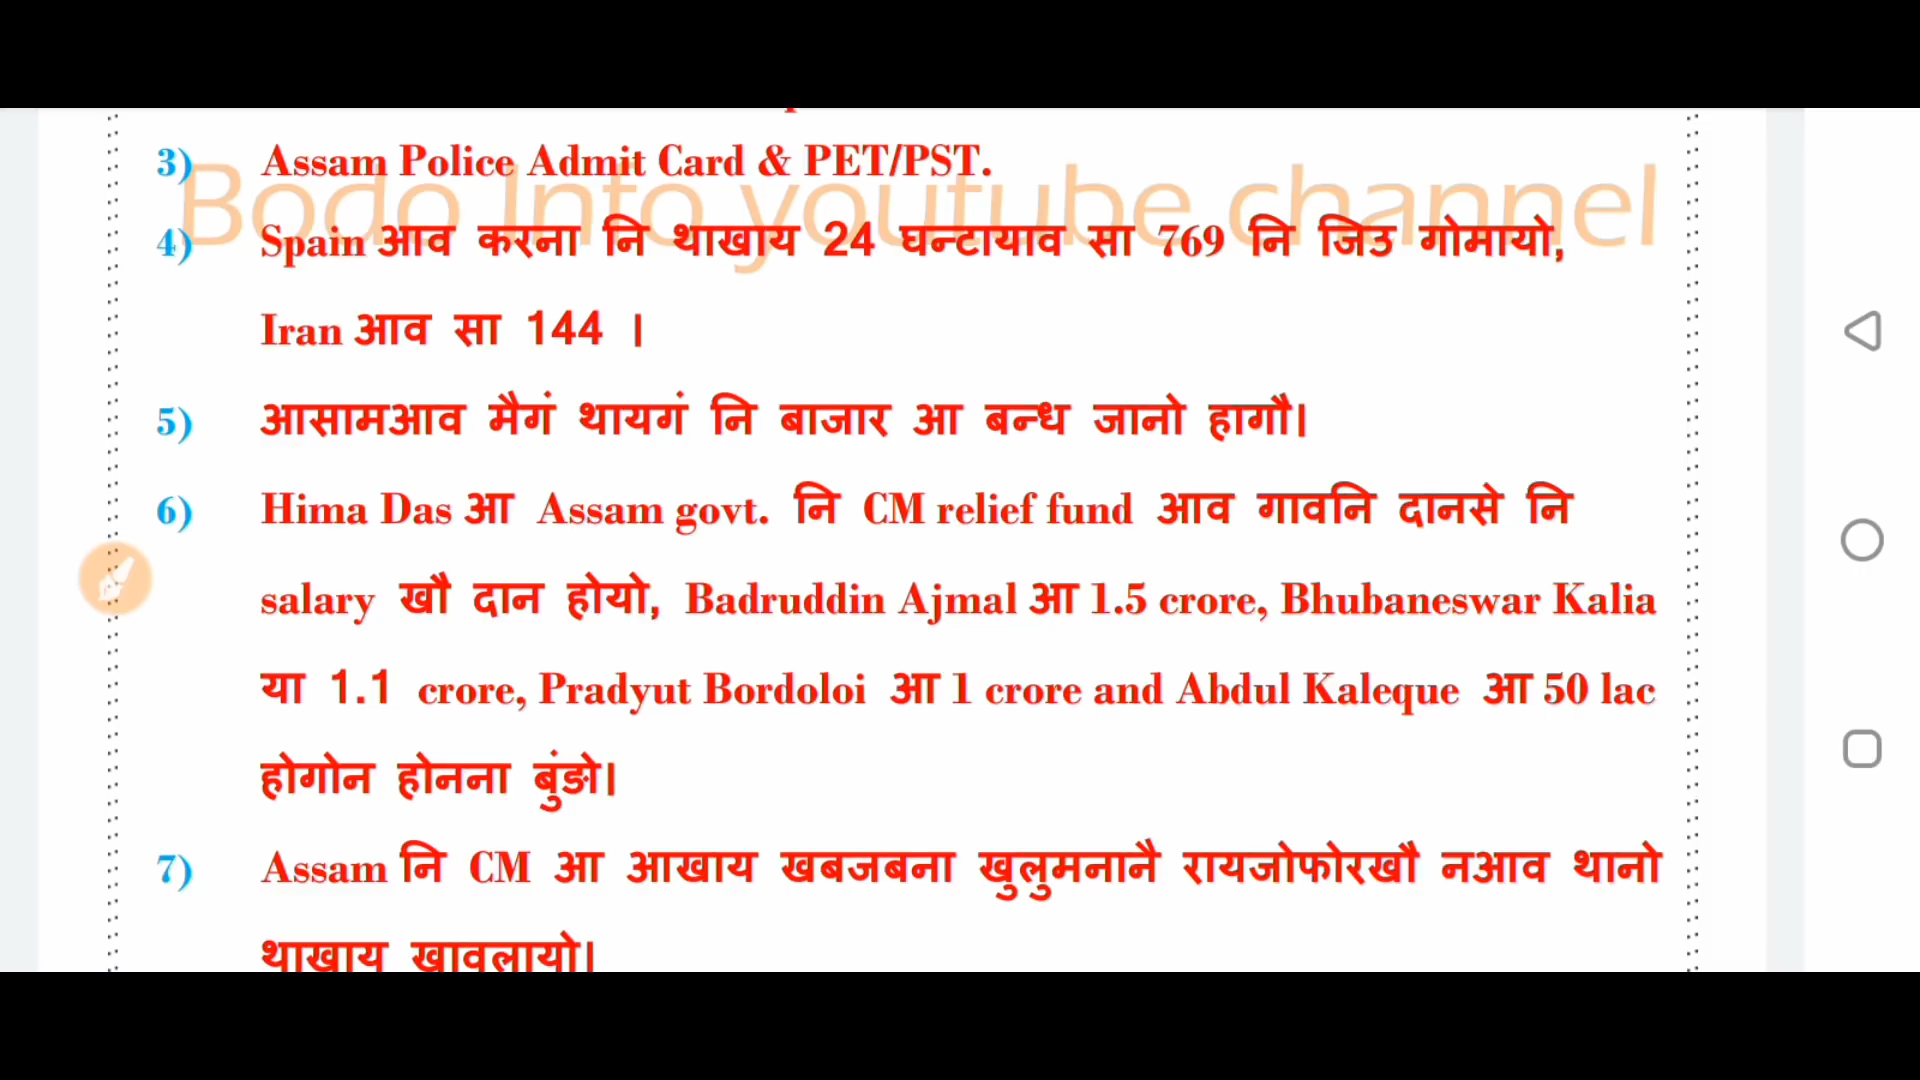 3) Assam Police Admit Card & PET/PST.
Bodo Info youtube channel
4) Spain आव करना नि थाखाय 24 घन्टायाव सा 769 नि जिउ गोमायो,
Iran आव सा 144 ।
5) आसामआव मैगं थायगं नि बाजार आ बन्ध जानो हागौ।
6) Hima Das आ Assam govt. नि CM relief fund आव गावनि दानसे नि
salary खौ दान होयो, Badruddin Ajmal आ 1.5 crore, Bhubaneswar Kalia
या 1.1 crore, Pradyut Bordoloi आ 1 crore and Abdul Kaleque आ 50 lac
होगोन होनना बुंङो।
7) Assam नि CM आ आखाय खबजबना खुलुमनानै रायजोफोरखौ नआव थानो
थाखाय खावलायो।